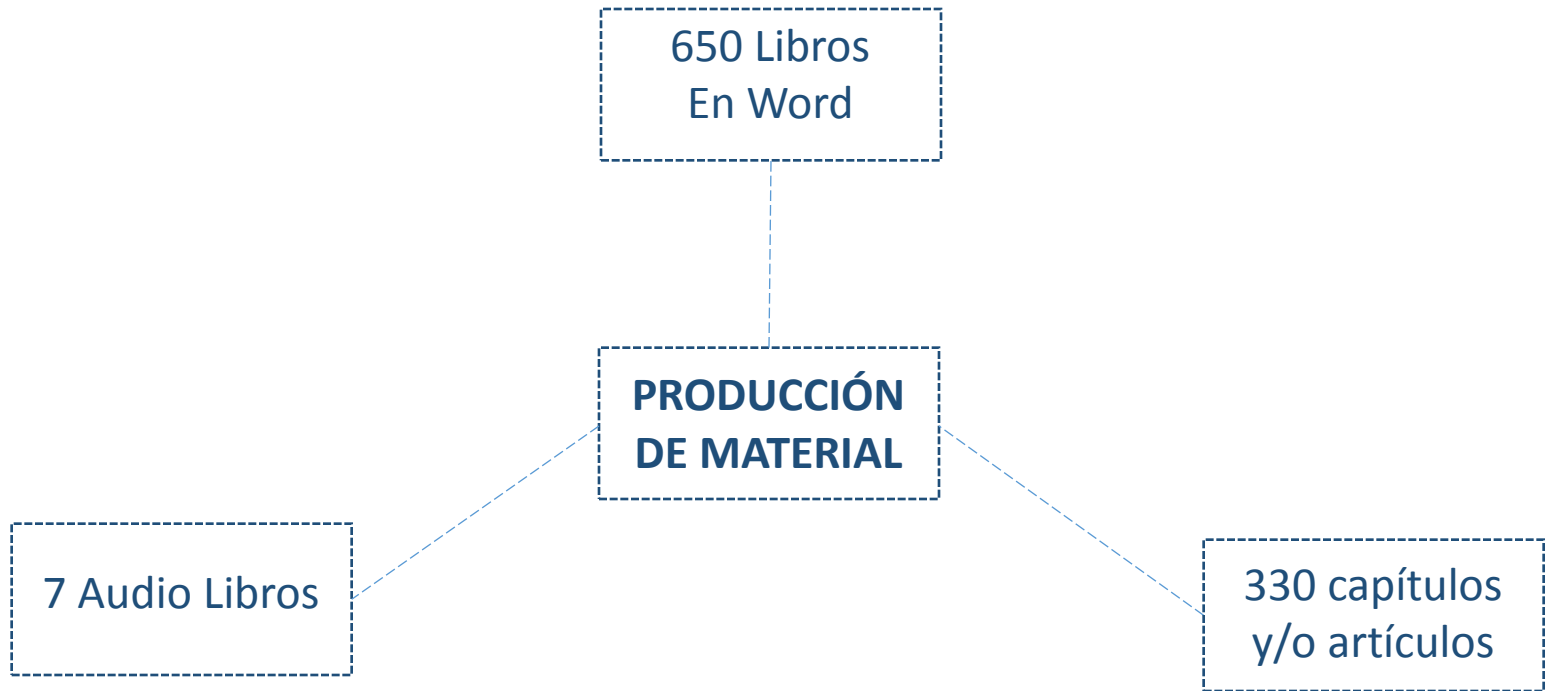 650 Libros
En Word
PRODUCCIÓN
DE MATERIAL
7 Audio Libros
330 capítulos
y/o artículos